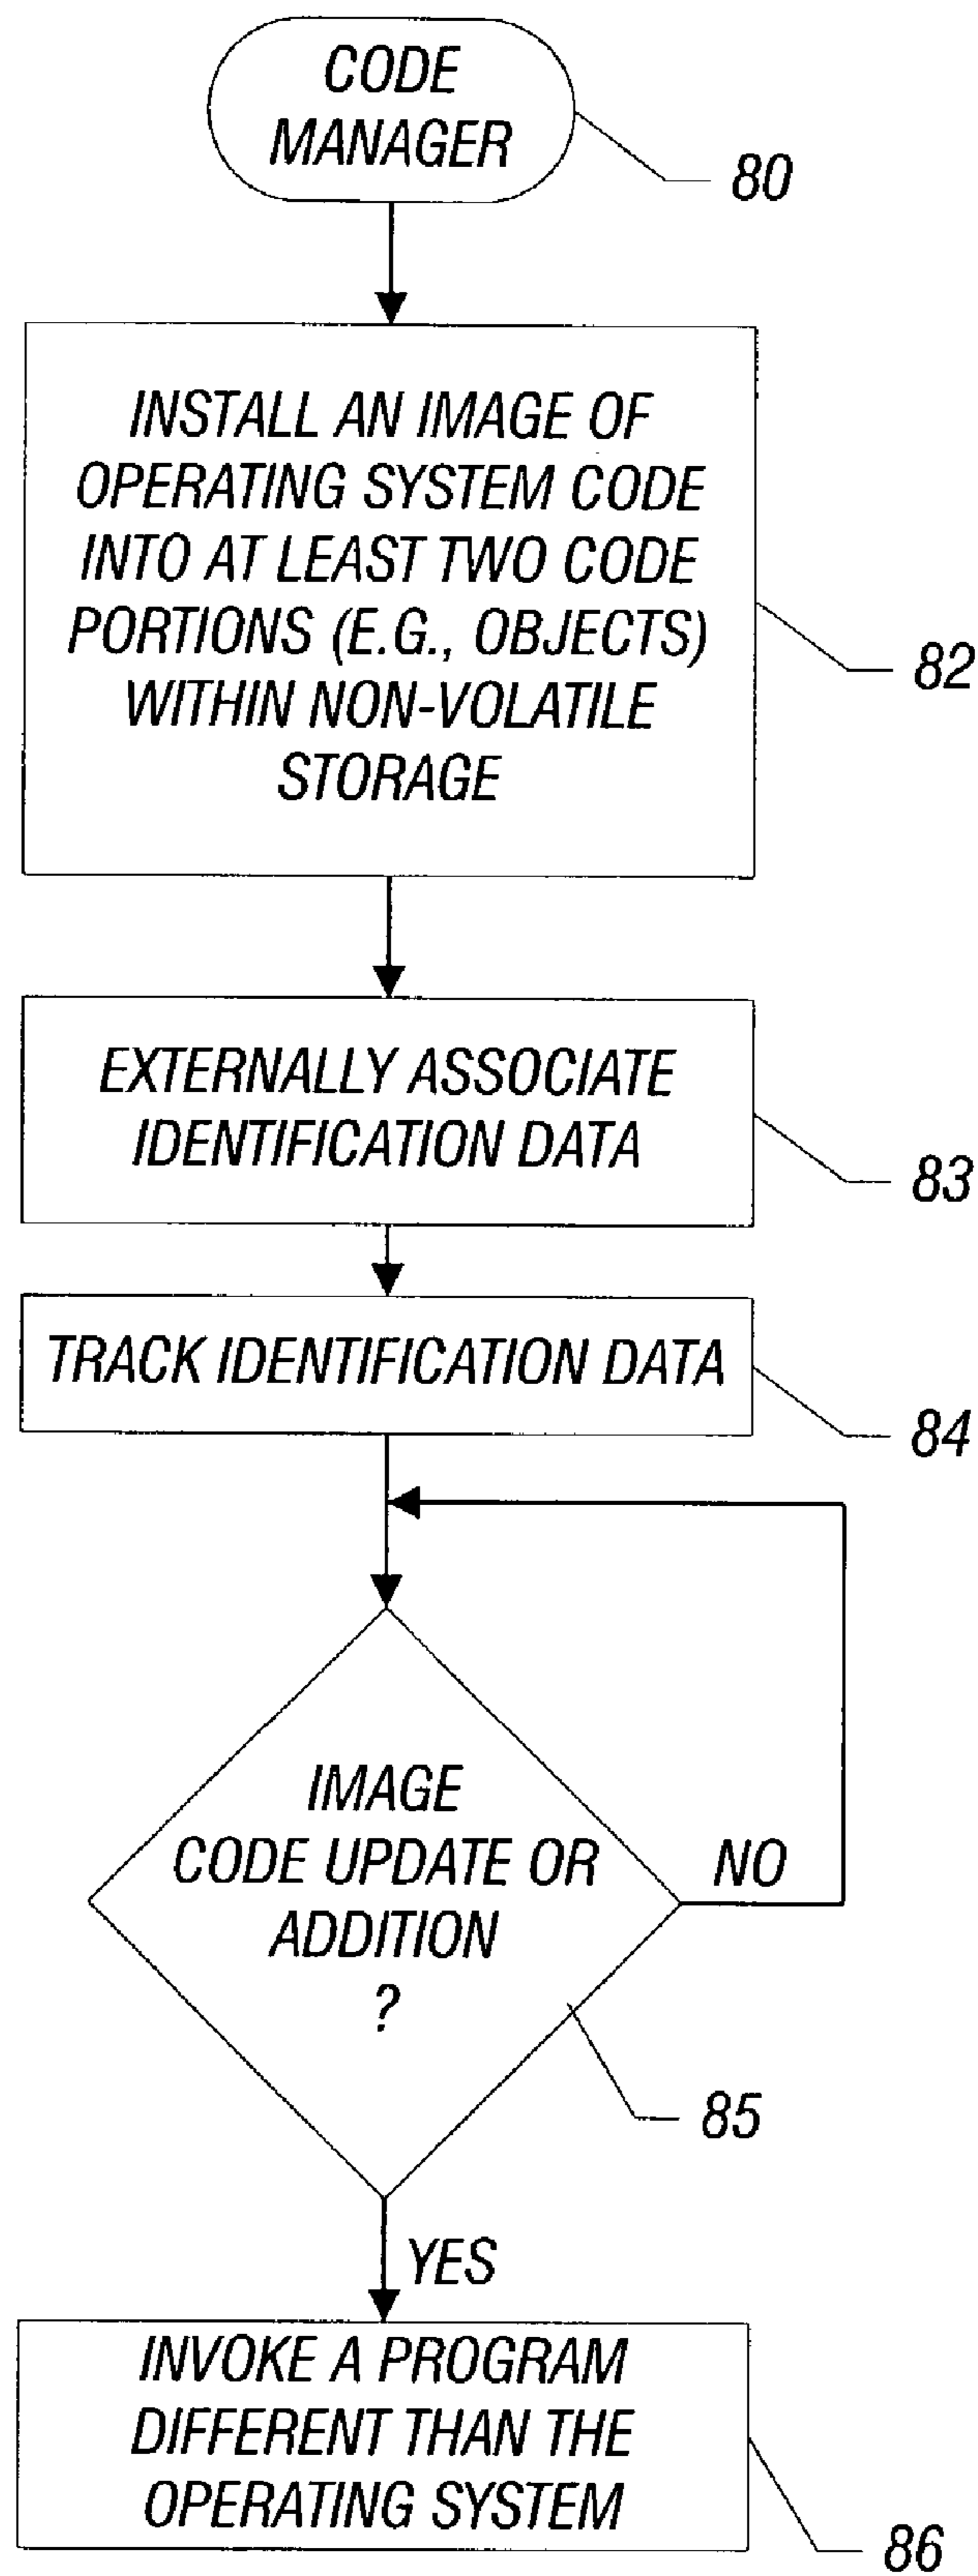 CODE
MANAGER
80
INSTALL AN IMAGE OF
OPERATING SYSTEM CODE
INTO AT LEAST TWO CODE
PORTIONS (E.G., OBJECTS)
WITHIN NON-VOLATILE
STORAGE
82
EXTERNALLY ASSOCIATE
IDENTIFICATION DATA
83
TRACK IDENTIFICATION DATA
84
IMAGE
CODE UPDATE OR
ADDITION
?
NO
85
YES
INVOKE A PROGRAM
DIFFERENT THAN THE
OPERATING SYSTEM
86